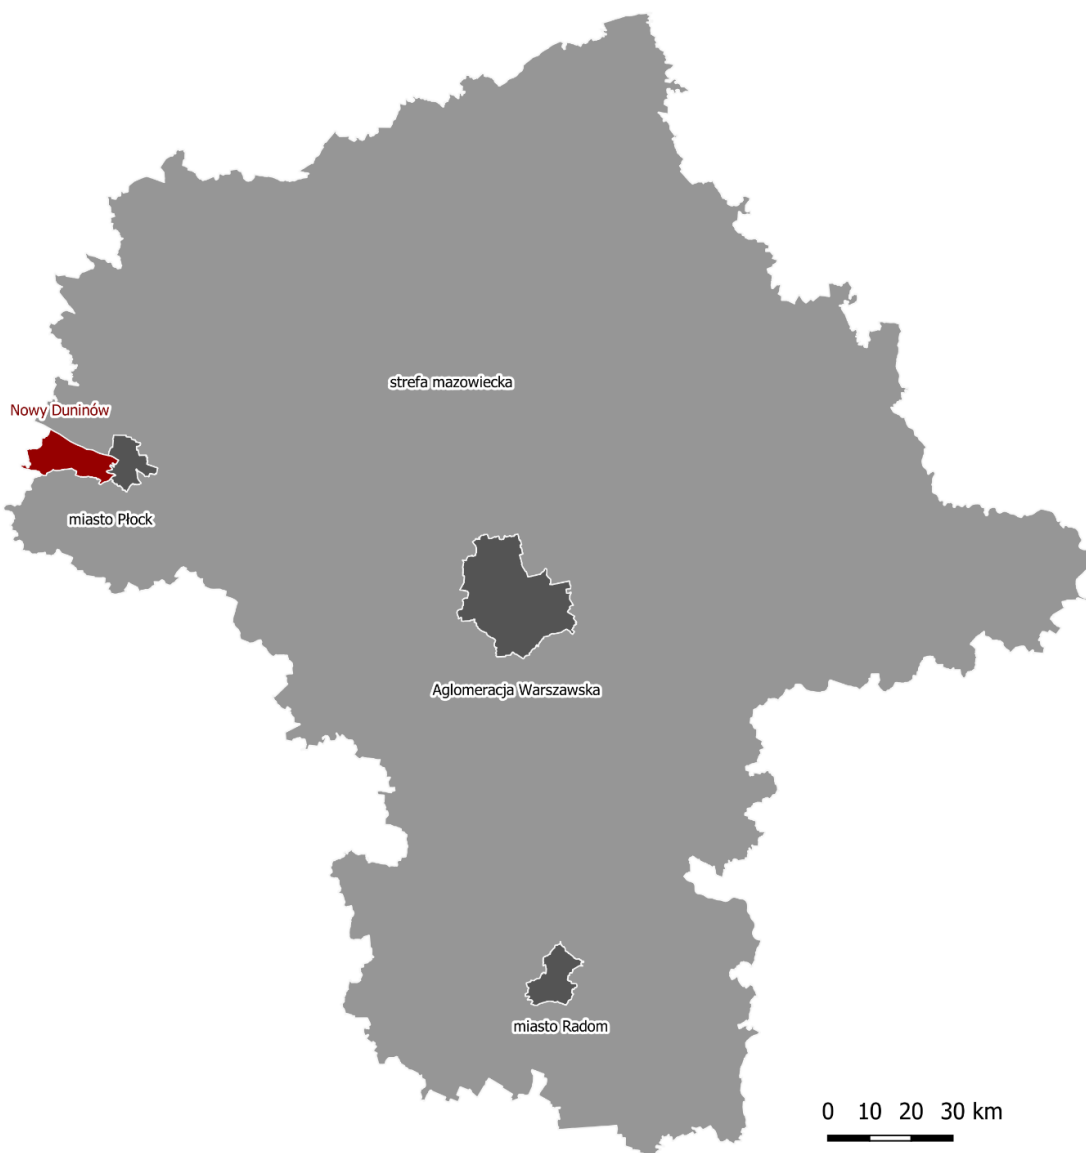 strefa mazowiecka
Nowy Duninów
miasto Płock
Aglomeracja Warszawska
miasto Radom
0 10 20 30 km